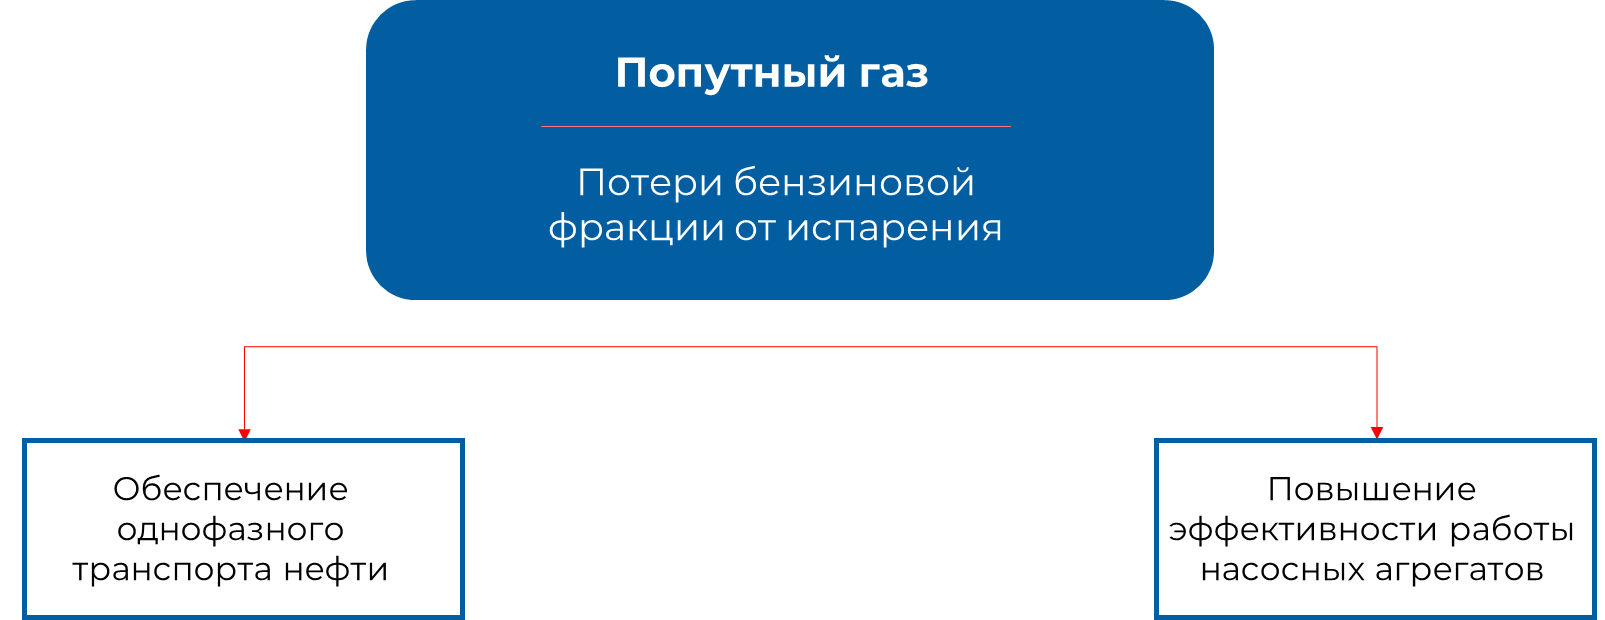 Попутный газ
Потери бензиновой
фракции от испарения
Обеспечение
однофазного
транспорта нефти
Повышение
эффективности работы
насосных агрегатов